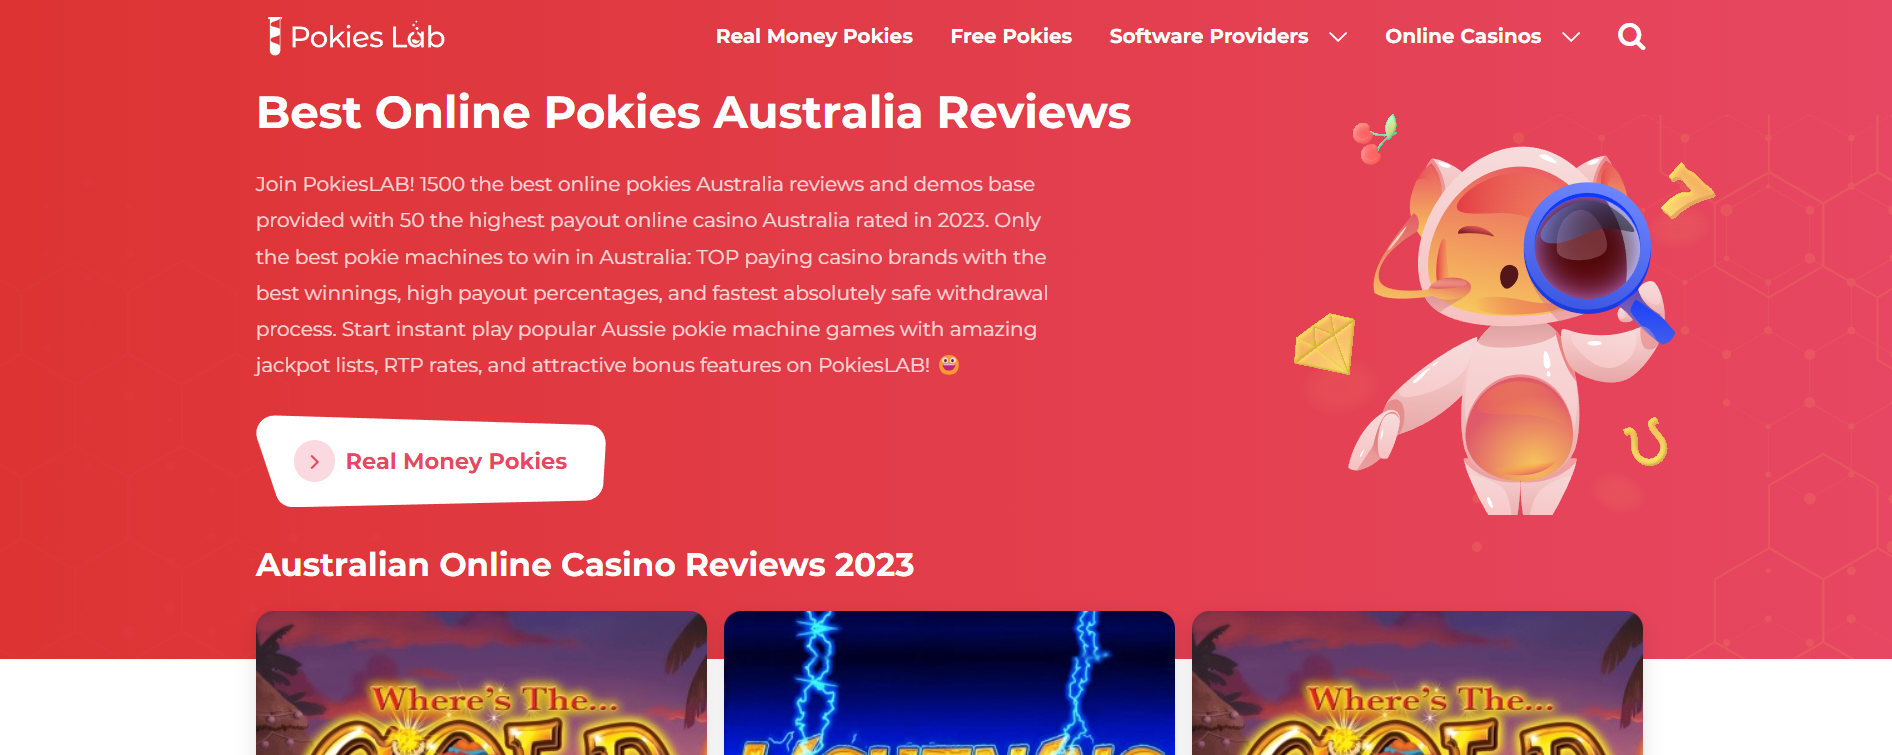 Pokies Lab
Real Money Pokies
Free Pokies
Software Providers
Online Casinos
Best Online Pokies Australia Reviews
Join PokiesLAB! 1500 the best online pokies Australia reviews and demos base
provided with 50 the highest payout online casino Australia rated in 2023. Only
the best pokie machines to win in Australia: TOP paying casino brands with the
best winnings, high payout percentages, and fastest absolutely safe withdrawal
process. Start instant play popular Aussie pokie machine games with amazing
jackpot lists, RTP rates, and attractive bonus features on PokiesLAB! 😀
Real Money Pokies
Australian Online Casino Reviews 2023
Where's The...
GOLD
LIGHTNING
Where's The...
GOLD